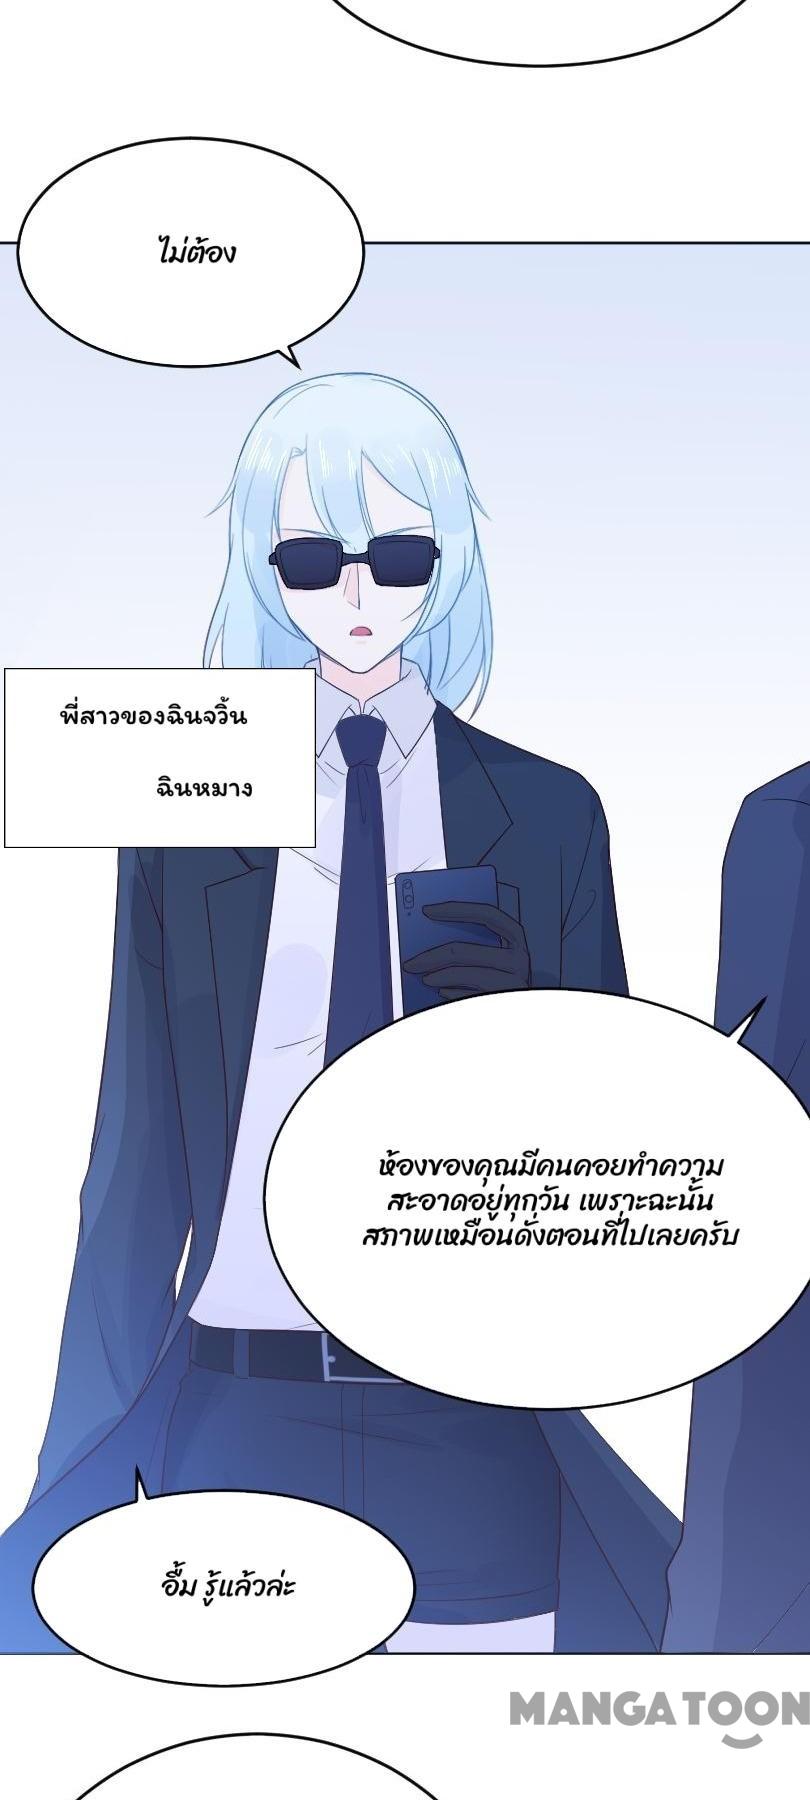 ไม่ต้อง
พี่สาวของฉินจวิ้น
ฉินหมาง
ห้องของคุณมีคนคอยทำความ
สะอาดอยู่ทุกวัน เพราะฉะนั้น
สภาพเหมือนดั่งตอนที่ไปเลยครับ
อื้ม รู้แล้วล่ะ
MANGATOON